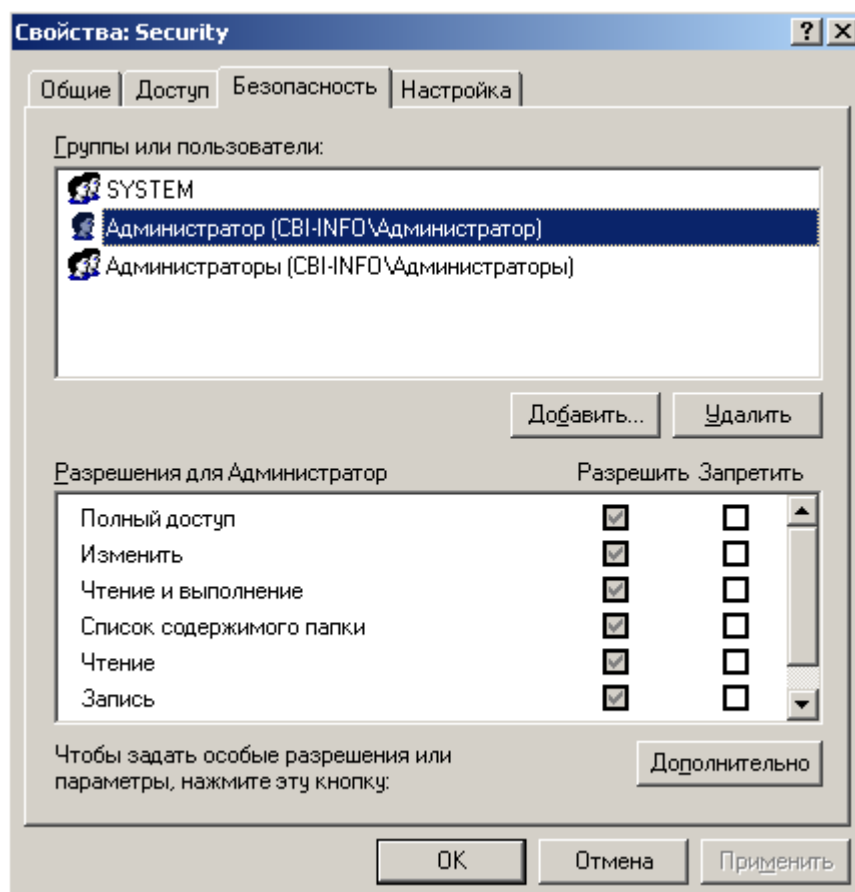 Свойства: Security
Общие Доступ Безопасность Настройка
Группы или пользователи:
SYSTEM
Администратор (CBI-INFO\Администратор)
Администраторы (CBI-INFO\Администраторы)
Добавить... Удалить
Разрешения для Администратор Разрешить Запретить
Полный доступ
Изменить
Чтение и выполнение
Список содержимого папки
Чтение
Запись
Чтобы задать особые разрешения или
параметры, нажмите эту кнопку:
Дополнительно
OK Отмена Применить